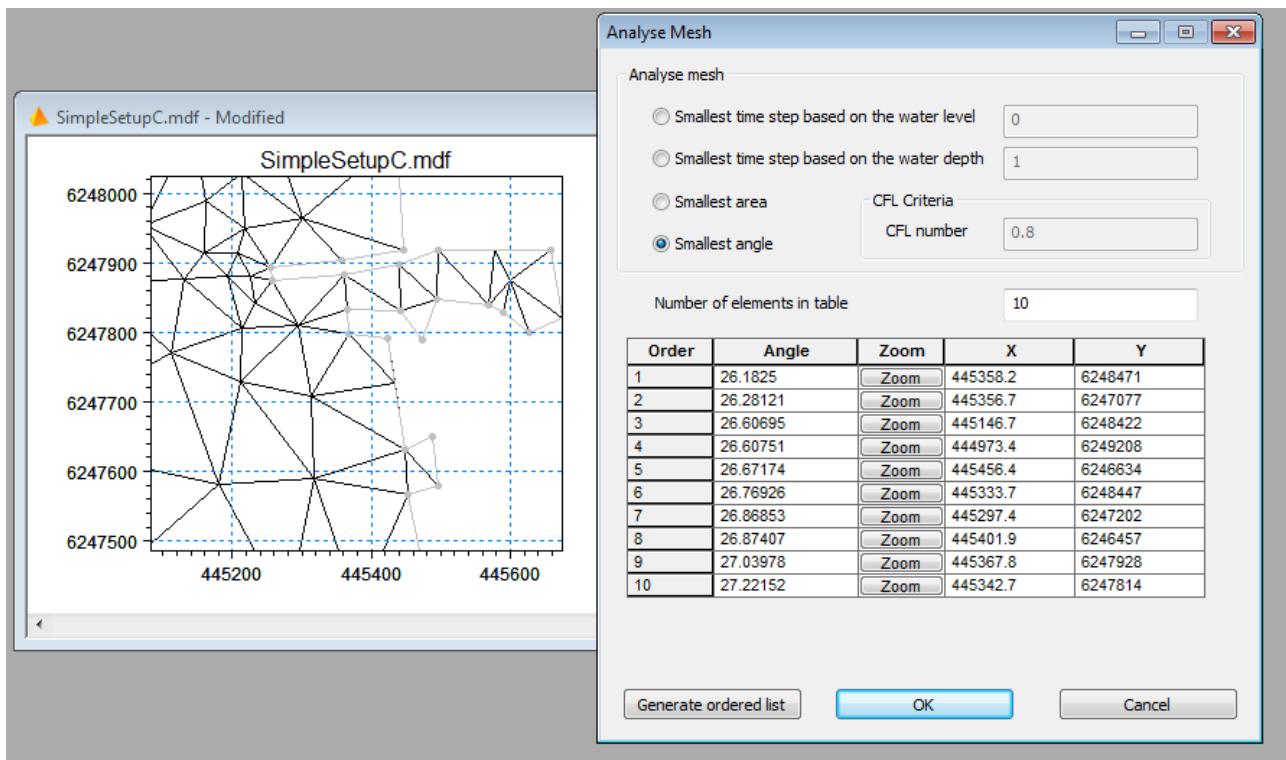 Analyse Mesh
Analyse mesh
Smallest time step based on the water level 0
Smallest time step based on the water depth 1
Smallest area
CFL Criteria
Smallest angle
CFL number 0.8
Number of elements in table 10
Order Angle Zoom X Y
1 26.1825 Zoom 445358.2 6248471
2 26.28121 Zoom 445356.7 6247077
3 26.60695 Zoom 445146.7 6248422
4 26.60751 Zoom 444973.4 6249208
5 26.67174 Zoom 445456.4 6246634
6 26.76926 Zoom 445333.7 6248447
7 26.86853 Zoom 445297.4 6247202
8 26.87407 Zoom 445401.9 6246457
9 27.03978 Zoom 445367.8 6247928
10 27.22152 Zoom 445342.7 6247814
Generate ordered list OK Cancel
SimpleSetupC.mdf - Modified
SimpleSetupC.mdf
6248000
6247900
6247800
6247700
6247600
6247500
445200 445400 445600